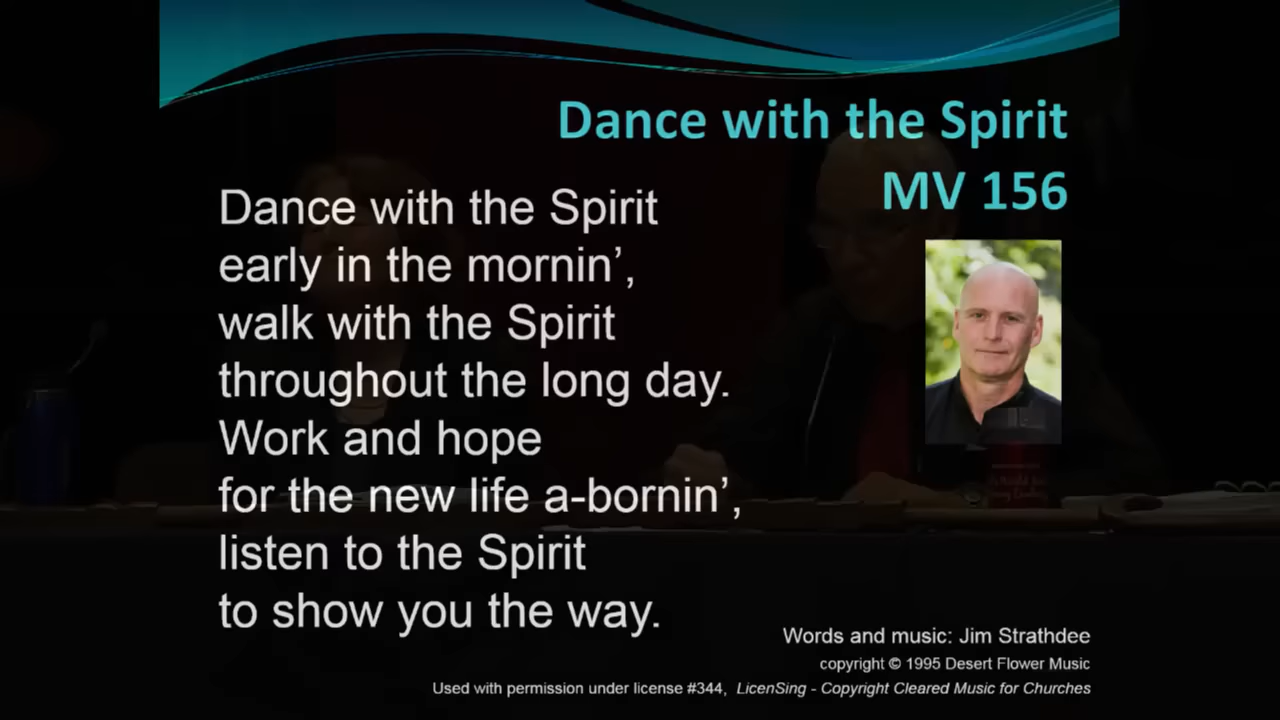 Dance with the Spirit
MV 156
Dance with the Spirit
early in the mornin’,
walk with the Spirit
throughout the long day.
Work and hope
for the new life a-bornin’,
listen to the Spirit
to show you the way.
Words and music: Jim Strathdee
copyright © 1995 Desert Flower Music
Used with permission under license #344, LicenSing - Copyright Cleared Music for Churches